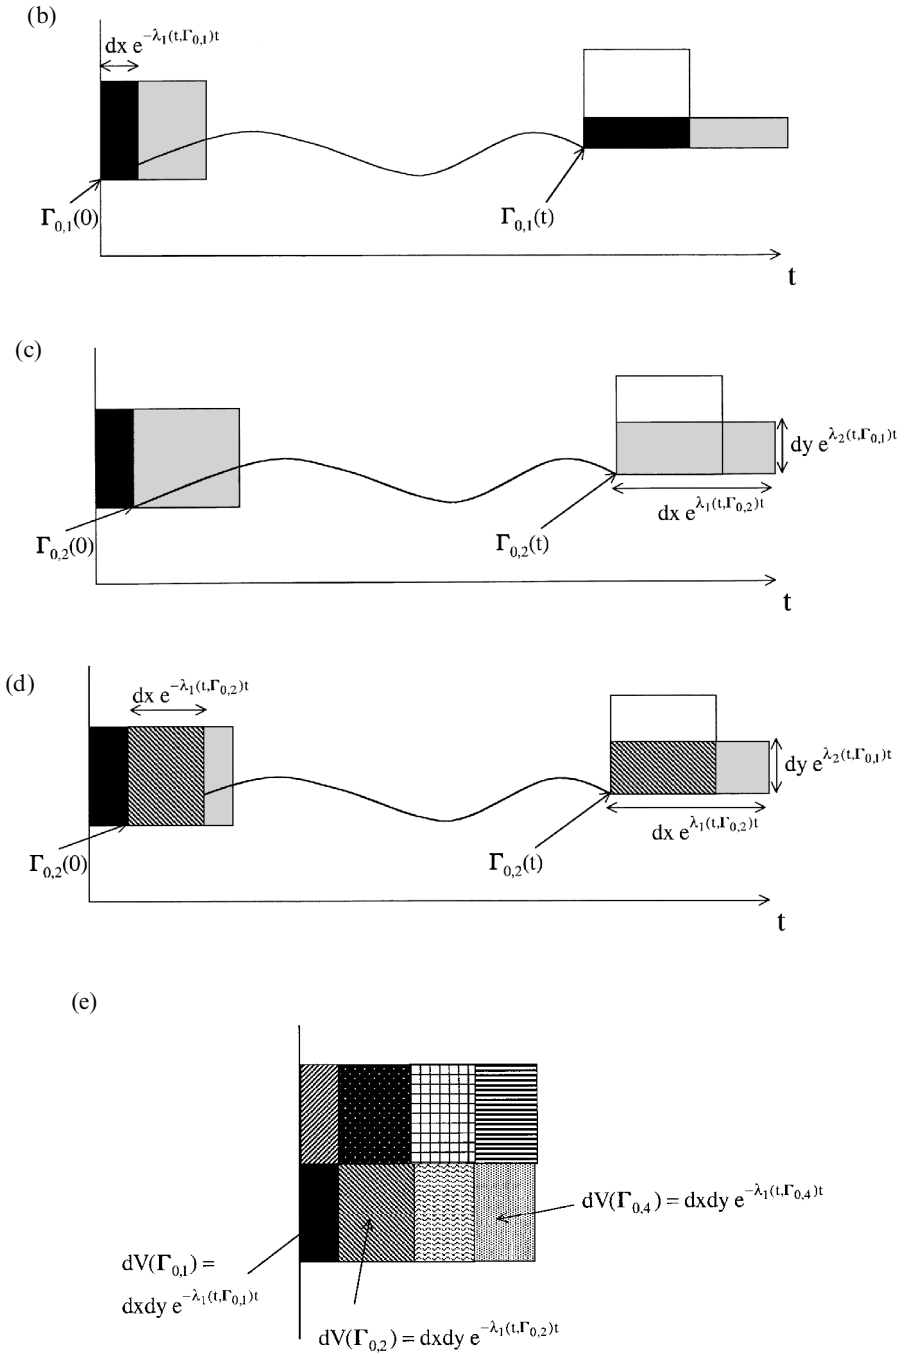 (b)
dx e^{-λ₁(t,Γ₀,₁)t}
Γ₀,₁(0)
Γ₀,₁(t)
t
(c)
dy e^{λ₂(t,Γ₀,₁)t}
dx e^{λ₁(t,Γ₀,₂)t}
Γ₀,₂(0)
Γ₀,₂(t)
t
(d)
dx e^{-λ₁(t,Γ₀,₂)t}
dy e^{λ₂(t,Γ₀,₁)t}
dx e^{λ₁(t,Γ₀,₂)t}
Γ₀,₂(0)
Γ₀,₂(t)
t
(e)
dV(Γ₀,₄) = dxdy e^{-λ₁(t,Γ₀,₄)t}
dV(Γ₀,₁) =
dxdy e^{-λ₁(t,Γ₀,₁)t}
dV(Γ₀,₂) = dxdy e^{-λ₁(t,Γ₀,₂)t}